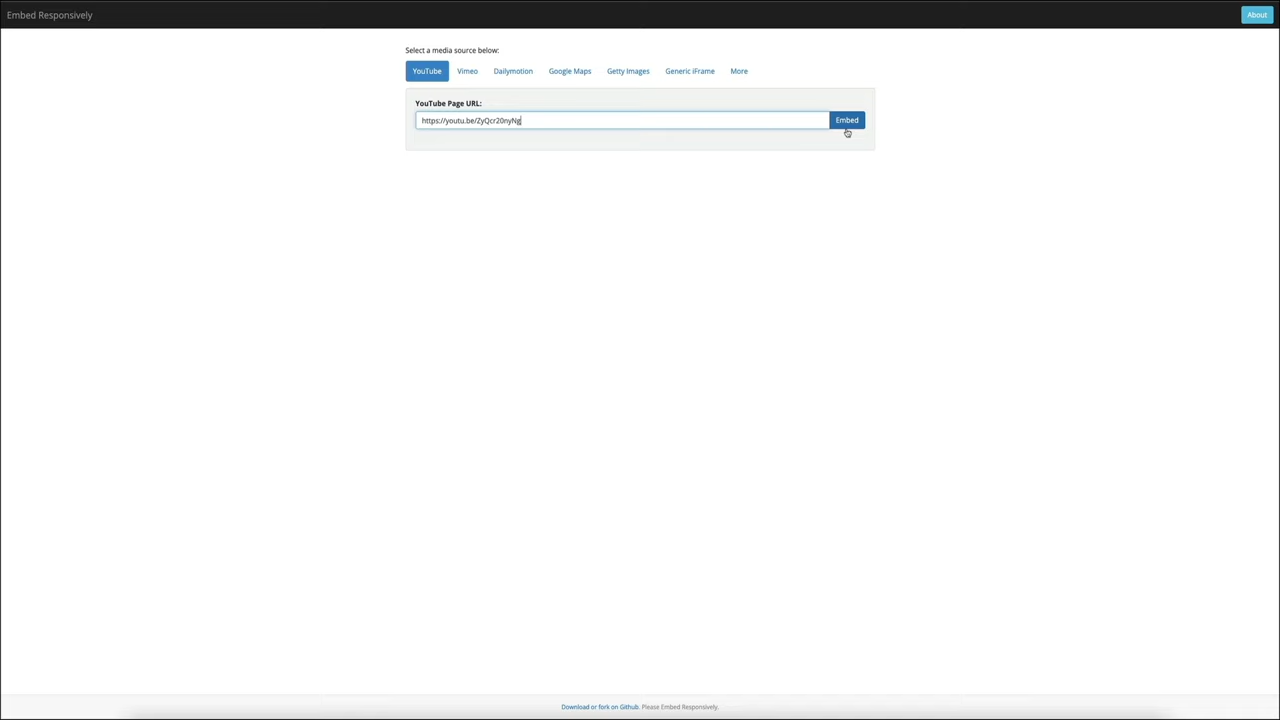 Embed Responsively
About
Select a media source below:
YouTube Vimeo Dailymotion Google Maps Getty Images Generic iFrame More
YouTube Page URL:
https://youtu.be/ZyQcr20nyNg
Embed
Download or fork on Github. Please Embed Responsively.